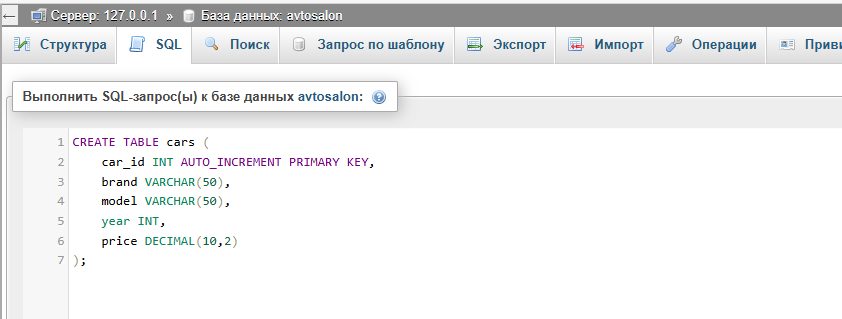 ← Сервер: 127.0.0.1 » База данных: avtosalon
Структура SQL Поиск Запрос по шаблону Экспорт Импорт Операции Приви
Выполнить SQL-запрос(ы) к базе данных avtosalon:
1 CREATE TABLE cars (
2 car_id INT AUTO_INCREMENT PRIMARY KEY,
3 brand VARCHAR(50),
4 model VARCHAR(50),
5 year INT,
6 price DECIMAL(10,2)
7 );